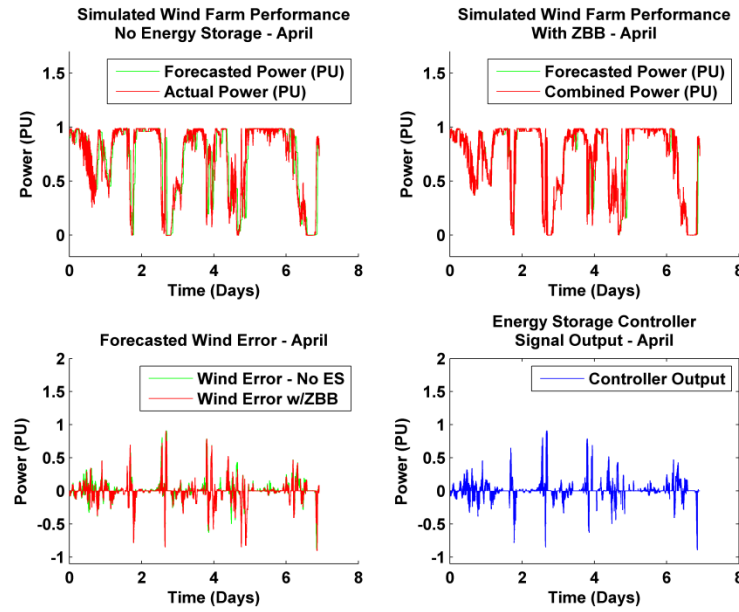 Simulated Wind Farm Performance
No Energy Storage - April
Power (PU)
1.5
1
0.5
0
Forecasted Power (PU)
Actual Power (PU)
0 2 4 6 8
Time (Days)
Simulated Wind Farm Performance
With ZBB - April
Power (PU)
1.5
1
0.5
0
Forecasted Power (PU)
Combined Power (PU)
0 2 4 6 8
Time (Days)
Forecasted Wind Error - April
Power (PU)
2
1.5
1
0.5
0
-0.5
-1
Wind Error - No ES
Wind Error w/ZBB
0 2 4 6 8
Time (Days)
Energy Storage Controller
Signal Output - April
Power (PU)
2
1.5
1
0.5
0
-0.5
-1
Controller Output
0 2 4 6 8
Time (Days)